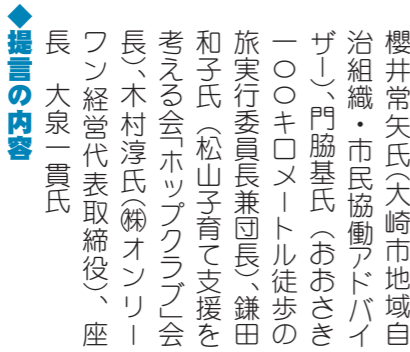 櫻井常矢氏(大崎市地域自
治組織・市民協働アドバイ
ザー)、門脇基氏(おおさき
一〇〇キロメートル徒歩の
旅実行委員長兼団長)、鎌田
和子氏(松山子育て支援を
考える会「ホップクラブ」会
長)、木村淳氏(㈱オンリー
ワン経営代表取締役)、座
長 大泉一貫氏
◆提言の内容